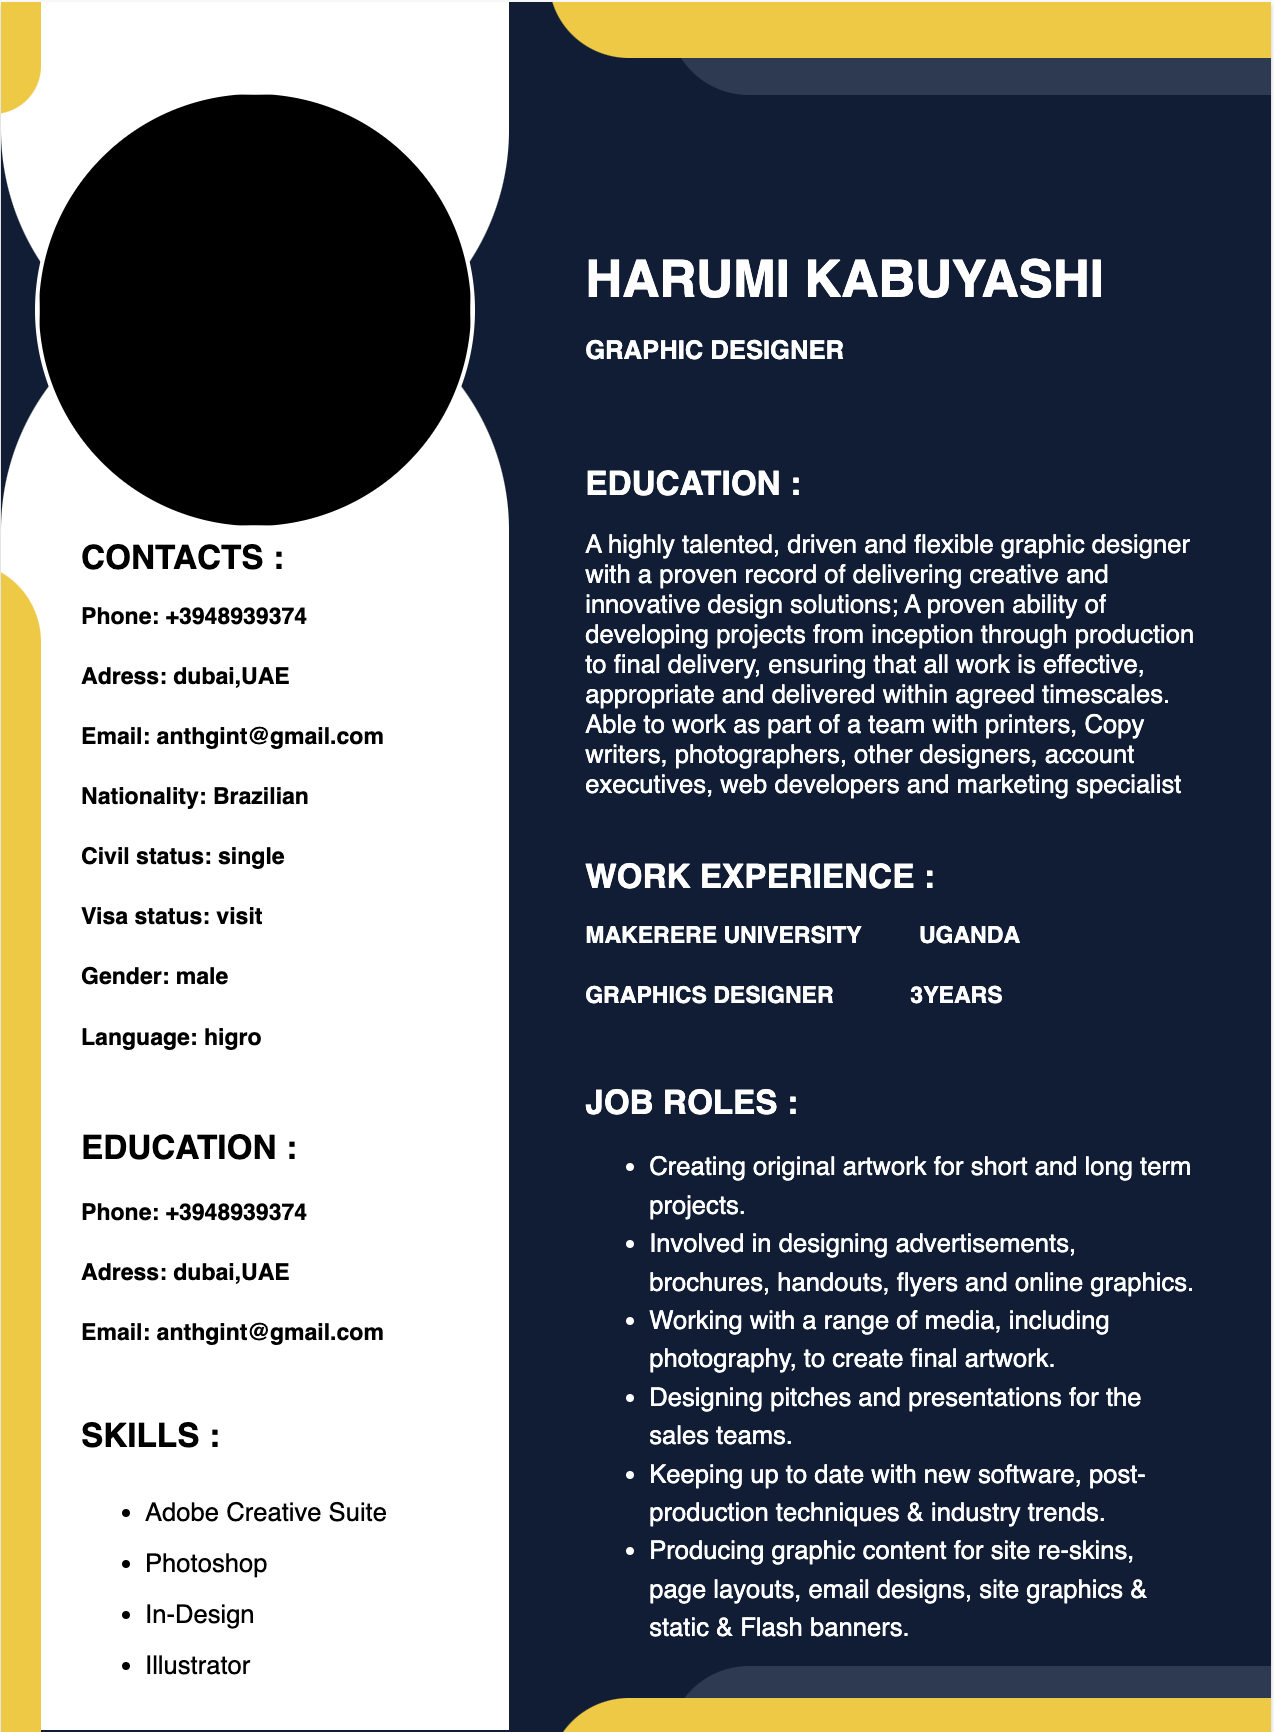 CONTACTS :
Phone: +3948939374
Adress: dubai,UAE
Email: anthgint@gmail.com
Nationality: Brazilian
Civil status: single
Visa status: visit
Gender: male
Language: higro
EDUCATION :
Phone: +3948939374
Adress: dubai,UAE
Email: anthgint@gmail.com
SKILLS :
• Adobe Creative Suite
• Photoshop
• In-Design
• Illustrator
HARUMI KABUYASHI
GRAPHIC DESIGNER
EDUCATION :
A highly talented, driven and flexible graphic designer
with a proven record of delivering creative and
innovative design solutions; A proven ability of
developing projects from inception through production
to final delivery, ensuring that all work is effective,
appropriate and delivered within agreed timescales.
Able to work as part of a team with printers, Copy
writers, photographers, other designers, account
executives, web developers and marketing specialist
WORK EXPERIENCE :
MAKERERE UNIVERSITY UGANDA
GRAPHICS DESIGNER 3YEARS
JOB ROLES :
• Creating original artwork for short and long term
projects.
• Involved in designing advertisements,
brochures, handouts, flyers and online graphics.
• Working with a range of media, including
photography, to create final artwork.
• Designing pitches and presentations for the
sales teams.
• Keeping up to date with new software, post-
production techniques & industry trends.
• Producing graphic content for site re-skins,
page layouts, email designs, site graphics &
static & Flash banners.